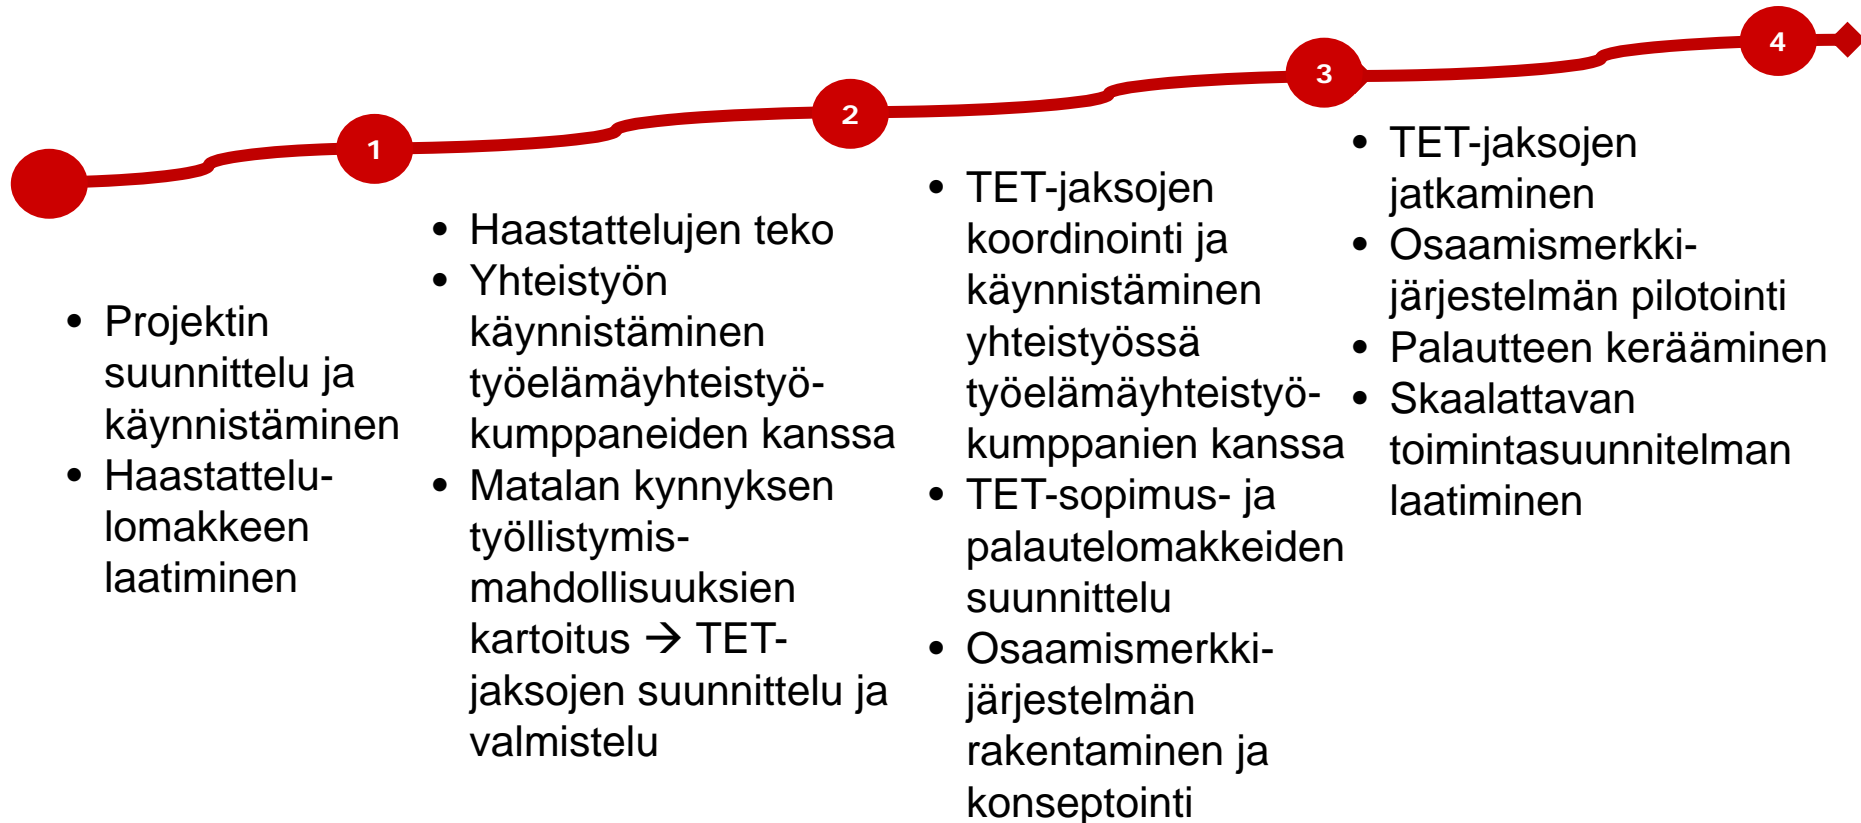 1
2
3
4
• Projektin
suunnittelu ja
käynnistäminen
• Haastattelu-
lomakkeen
laatiminen
• Haastattelujen teko
• Yhteistyön
käynnistäminen
työelämäyhteistyö-
kumppaneiden kanssa
• Matalan kynnyksen
työllistymis-
mahdollisuuksien
kartoitus → TET-
jaksojen suunnittelu ja
valmistelu
• TET-jaksojen
koordinointi ja
käynnistäminen
yhteistyössä
työelämäyhteistyö-
kumppanien kanssa
• TET-sopimus- ja
palautelomakkeiden
suunnittelu
• Osaamismerkki-
järjestelmän
rakentaminen ja
konseptointi
• TET-jaksojen
jatkaminen
• Osaamismerkki-
järjestelmän pilotointi
• Palautteen kerääminen
• Skaalattavan
toimintasuunnitelman
laatiminen